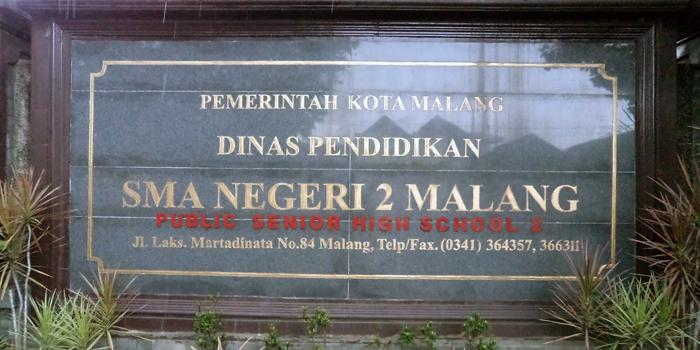 PEMERINTAH KOTA MALANG
DINAS PENDIDIKAN
SMA NEGERI 2 MALANG
PUBLIC SENIOR HIGH SCHOOL 2
Jl. Laks. Martadinata No.84 Malang, Telp/Fax. (0341) 364357, 366311